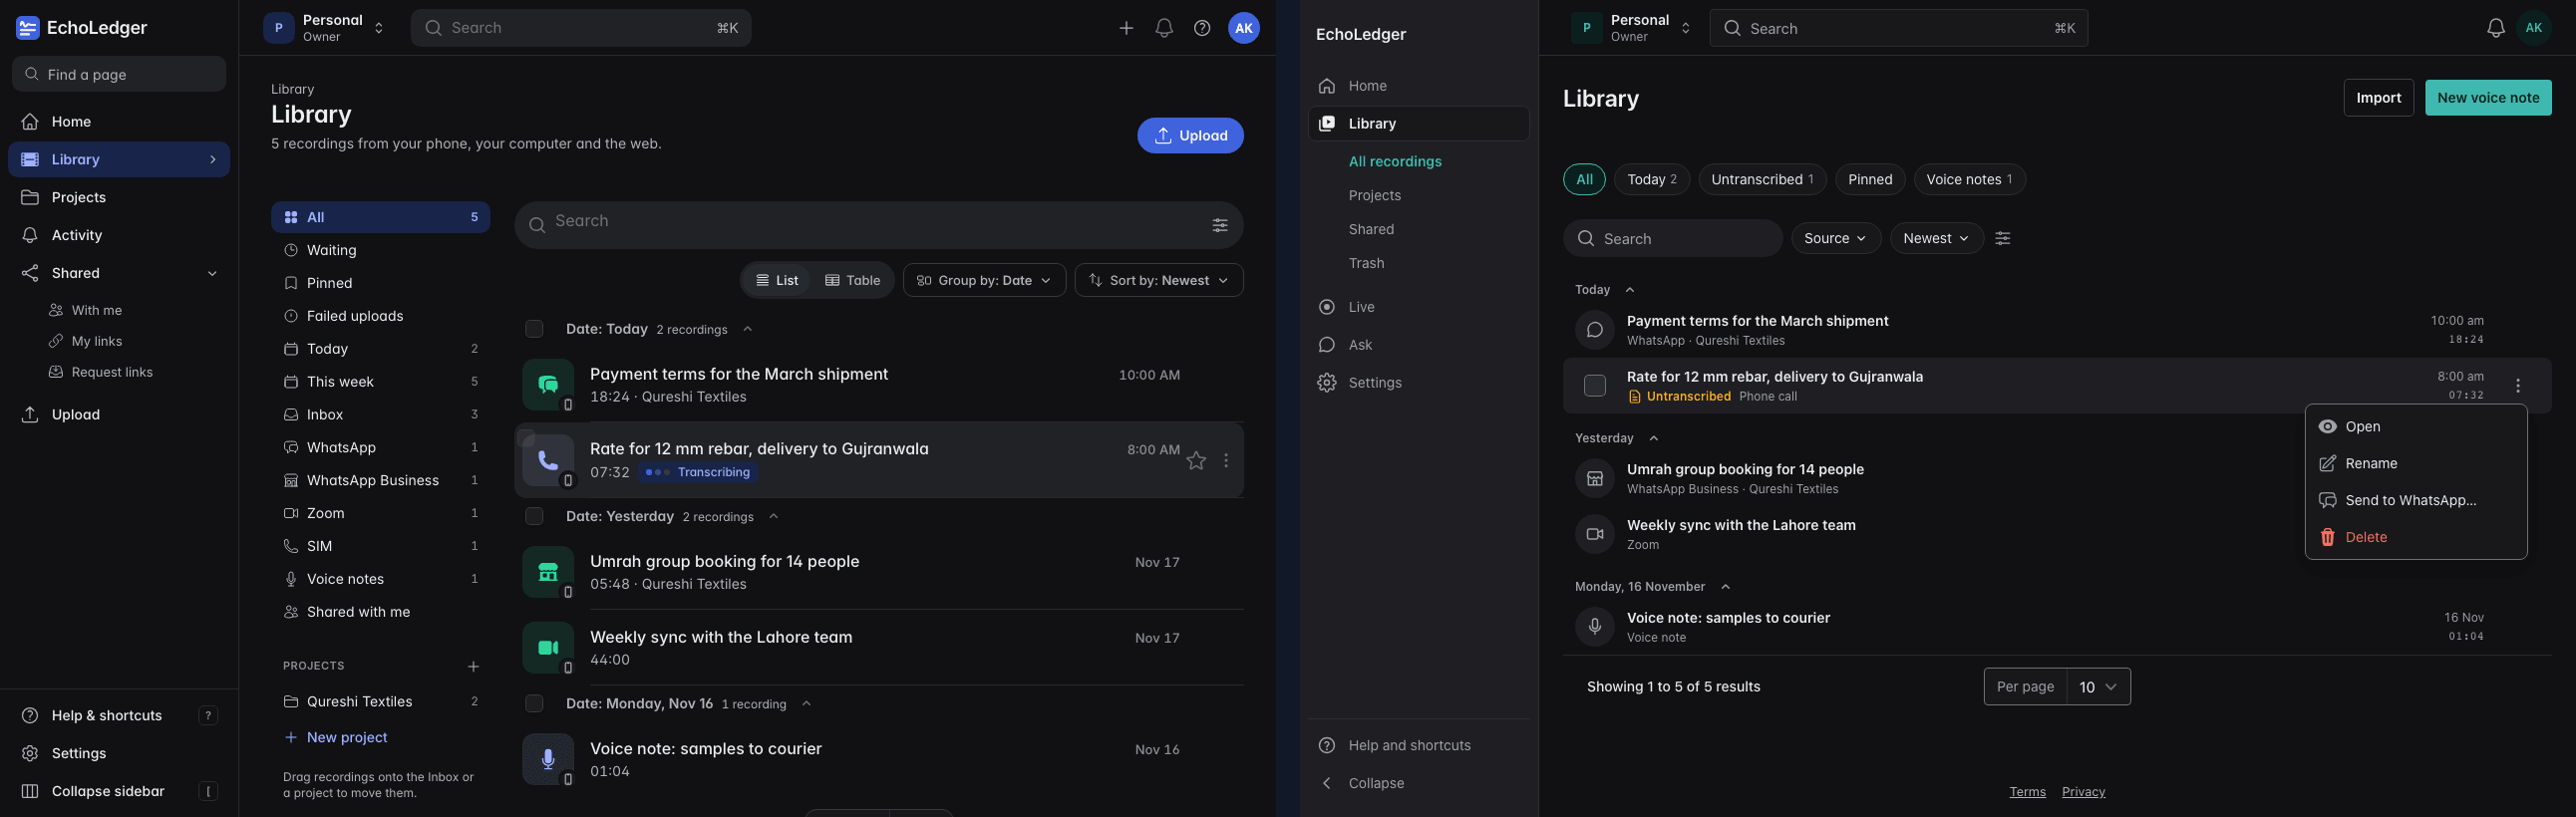 EchoLedger
Find a page
Home
Library
Projects
Activity
Shared
With me
My links
Request links
Upload
Help & shortcuts ?
Settings
Collapse sidebar [
P Personal
Owner
Search ⌘K
AK
Library
Library
5 recordings from your phone, your computer and the web.
Upload
All 5
Waiting
Pinned
Failed uploads
Today 2
This week 5
Inbox 3
WhatsApp 1
WhatsApp Business 1
Zoom 1
SIM 1
Voice notes 1
Shared with me
PROJECTS
Qureshi Textiles 2
New project
Drag recordings onto the Inbox or
a project to move them.
Search
List Table Group by: Date Sort by: Newest
Date: Today 2 recordings
Payment terms for the March shipment 10:00 AM
18:24 · Qureshi Textiles
Rate for 12 mm rebar, delivery to Gujranwala 8:00 AM
07:32 Transcribing
Date: Yesterday 2 recordings
Umrah group booking for 14 people Nov 17
05:48 · Qureshi Textiles
Weekly sync with the Lahore team Nov 17
44:00
Date: Monday, Nov 16 1 recording
Voice note: samples to courier Nov 16
01:04
EchoLedger
Home
Library
All recordings
Projects
Shared
Trash
Live
Ask
Settings
Help and shortcuts
Collapse
P Personal
Owner
Search ⌘K
AK
Library
Import New voice note
All Today 2 Untranscribed 1 Pinned Voice notes 1
Search Source Newest
Today
Payment terms for the March shipment 10:00 am
WhatsApp · Qureshi Textiles 18:24
Rate for 12 mm rebar, delivery to Gujranwala 8:00 am
Untranscribed Phone call 07:32
Open
Rename
Send to WhatsApp...
Delete
Yesterday
Umrah group booking for 14 people
WhatsApp Business · Qureshi Textiles
Weekly sync with the Lahore team
Zoom
Monday, 16 November
Voice note: samples to courier 16 Nov
Voice note 01:04
Showing 1 to 5 of 5 results Per page 10
Terms Privacy